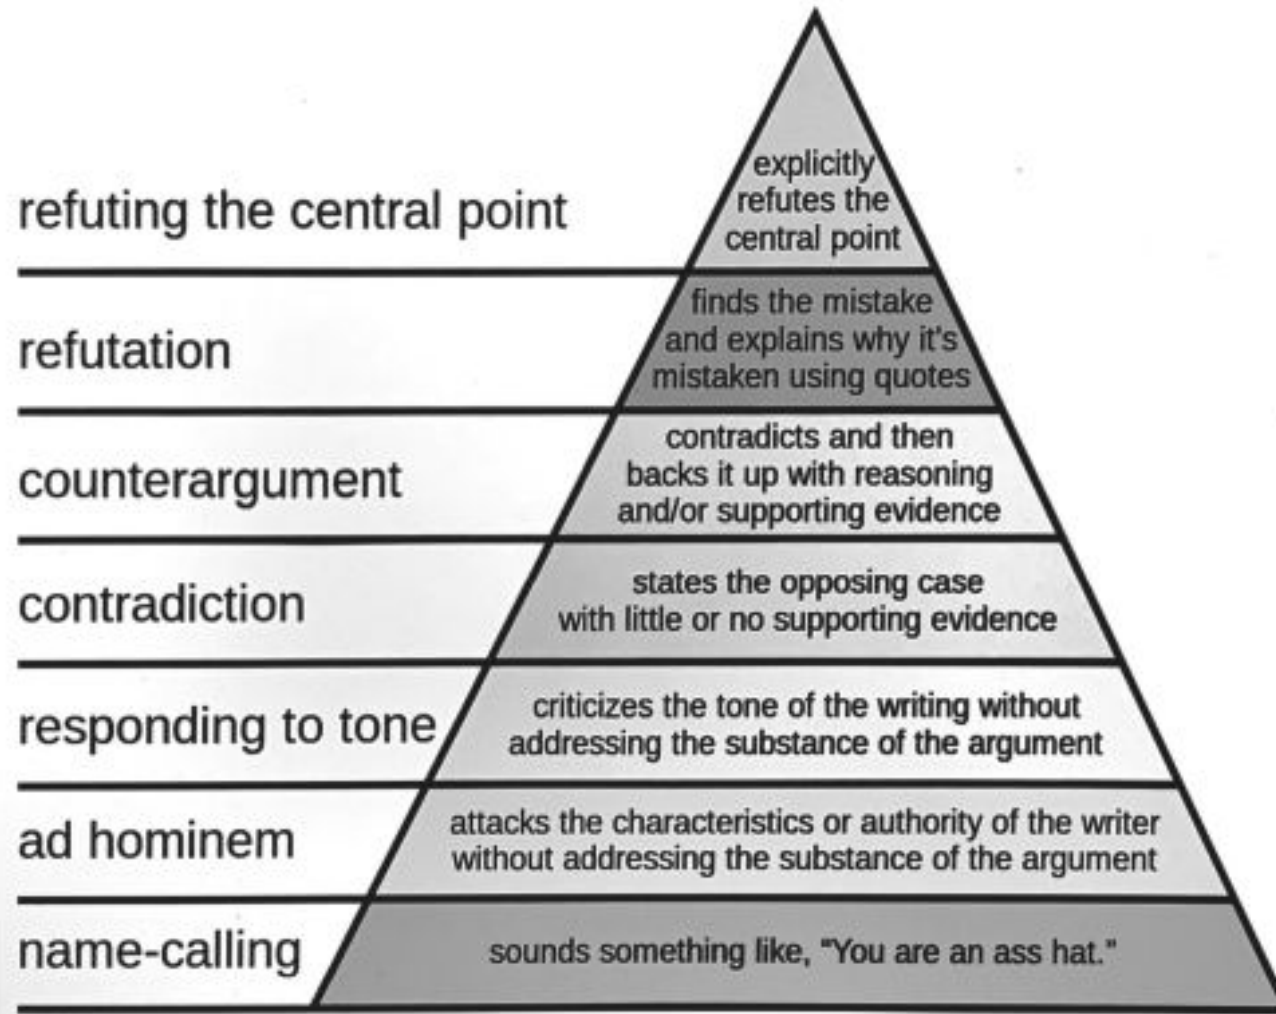 refuting the central point
explicitly
refutes the
central point
refutation
finds the mistake
and explains why it's
mistaken using quotes
counterargument
contradicts and then
backs it up with reasoning
and/or supporting evidence
contradiction
states the opposing case
with little or no supporting evidence
responding to tone
criticizes the tone of the writing without
addressing the substance of the argument
ad hominem
attacks the characteristics or authority of the writer
without addressing the substance of the argument
name-calling
sounds something like, "You are an ass hat."